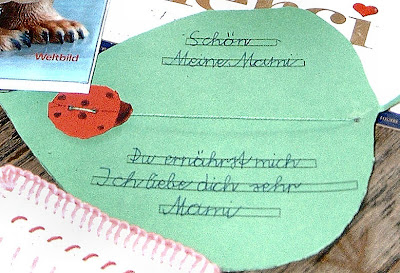 Schön
Meine Mami
Weltbild
Du ernährst mich
Ich liebe dich sehr
Mami